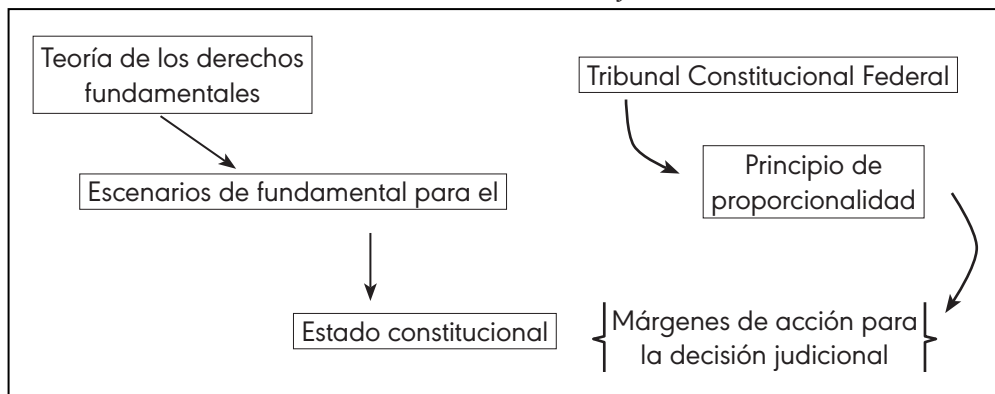 Teoría de los derechos
fundamentales
Escenarios de fundamental para el
Estado constitucional
Tribunal Constitucional Federal
Principio de
proporcionalidad
Márgenes de acción para
la decisión judicional